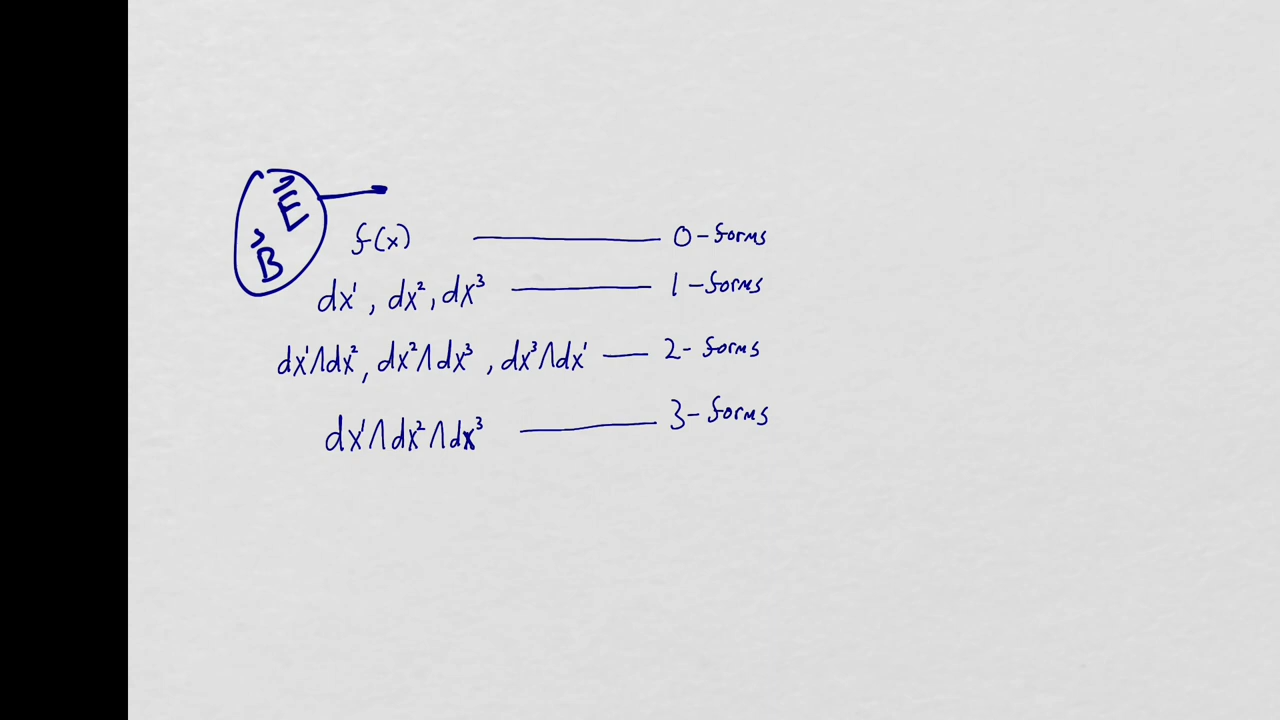 E⃗
B⃗
f(x) 0-forms
dx¹, dx², dx³ 1-forms
dx¹∧dx², dx²∧dx³, dx³∧dx¹ 2-forms
dx¹∧dx²∧dx³ 3-forms